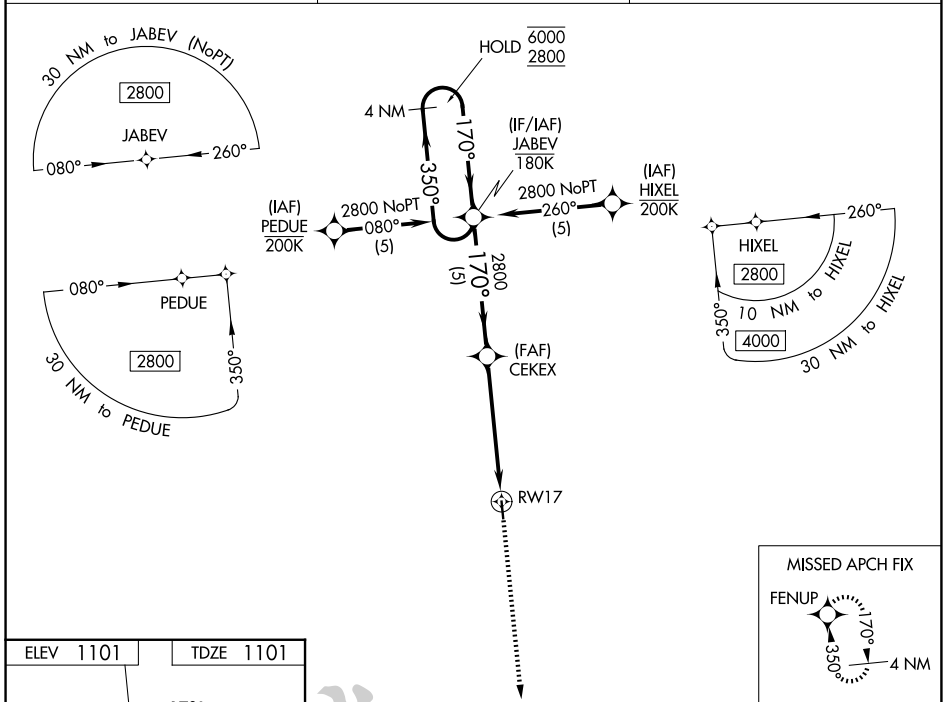 30 NM to JABEV (NoPT)
2800
JABEV
080°
260°
HOLD 6000
2800
4 NM
170°
350°
(IF/IAF)
JABEV
180K
(IAF)
PEDUE
200K
2800 NoPT
080°
(5)
2800 NoPT
260°
(5)
(IAF)
HIXEL
200K
2800
170°
(5)
(FAF)
CEKEX
RW17
080°
PEDUE
2800
350°
30 NM to PEDUE
260°
HIXEL
2800
10 NM to HIXEL
350°
4000
30 NM to HIXEL
MISSED APCH FIX
FENUP
170°
350°
4 NM
ELEV 1101
TDZE 1101